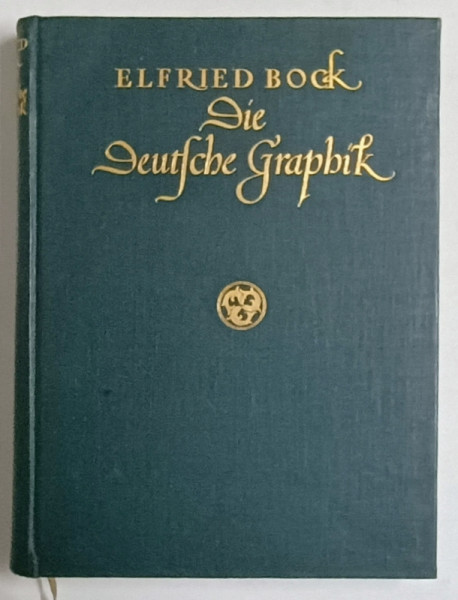 ELFRIED BOCK
Die
Deutſche Graphik